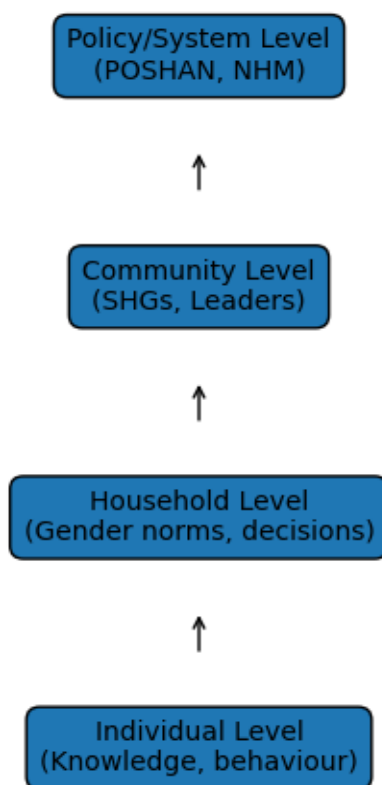 Policy/System Level
(POSHAN, NHM)
Community Level
(SHGs, Leaders)
Household Level
(Gender norms, decisions)
Individual Level
(Knowledge, behaviour)